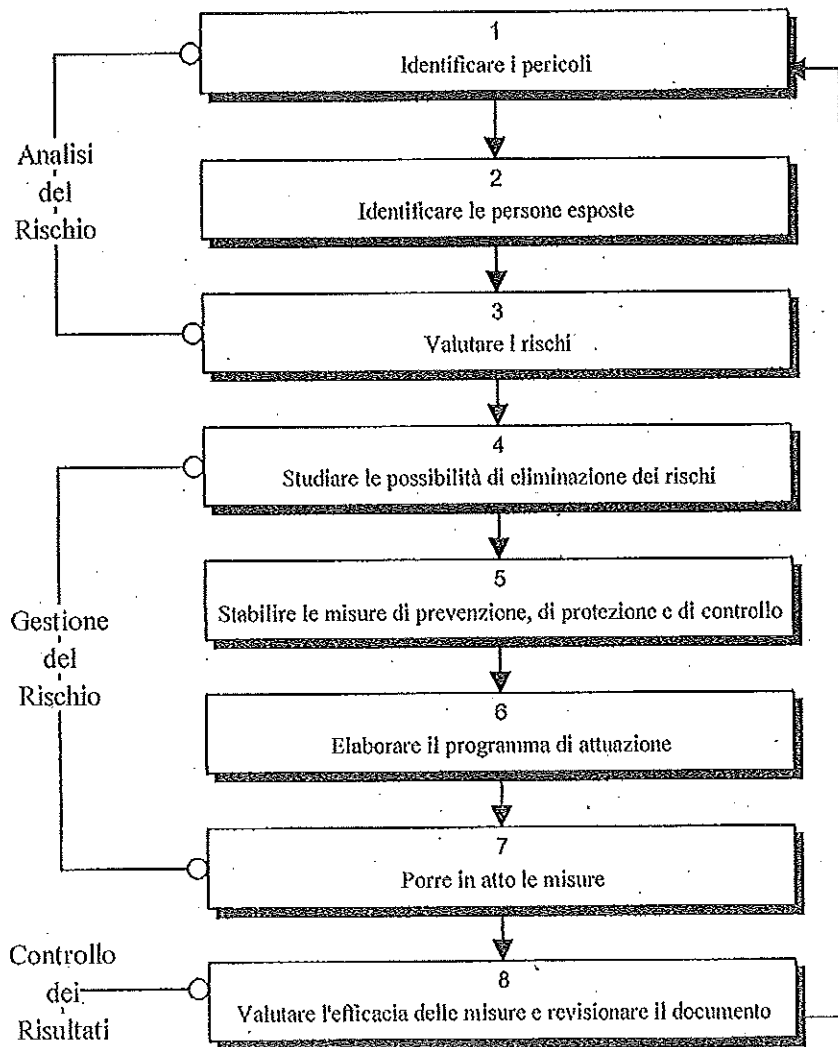 1
Identificare i pericoli
Analisi
del
Rischio
2
Identificare le persone esposte
3
Valutare i rischi
4
Studiare le possibilità di eliminazione dei rischi
Gestione
del
Rischio
5
Stabilire le misure di prevenzione, di protezione e di controllo
6
Elaborare il programma di attuazione
7
Porre in atto le misure
Controllo
dei
Risultati
8
Valutare l'efficacia delle misure e revisionare il documento